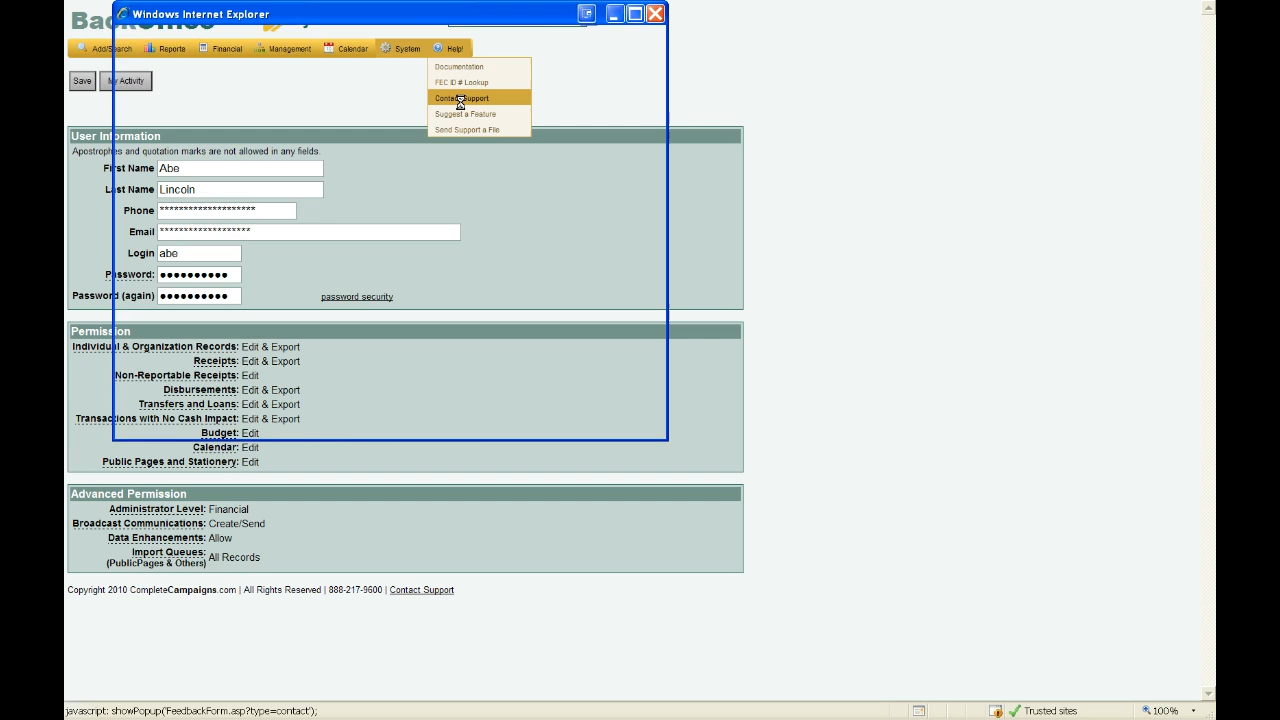 Windows Internet Explorer
Add/Search Reports Financial Management Calendar System Help!
Documentation
Save My Activity
FEC ID # Lookup
Contact Support
Suggest a Feature
Send Support a File
User Information
Apostrophes and quotation marks are not allowed in any fields.
First Name Abe
Last Name Lincoln
Phone ********************
Email *******************
Login abe
Password: ●●●●●●●●●●
Password (again) ●●●●●●●●●● password security
Permission
Individual & Organization Records: Edit & Export
Receipts: Edit & Export
Non-Reportable Receipts: Edit
Disbursements: Edit & Export
Transfers and Loans: Edit & Export
Transactions with No Cash Impact: Edit & Export
Budget: Edit
Calendar: Edit
Public Pages and Stationery: Edit
Advanced Permission
Administrator Level: Financial
Broadcast Communications: Create/Send
Data Enhancements: Allow
Import Queues: All Records
(PublicPages & Others)
Copyright 2010 CompleteCampaigns.com | All Rights Reserved | 888-217-9600 | Contact Support
javascript: showPopup('FeedbackForm.asp?type=contact'); Trusted sites 100%